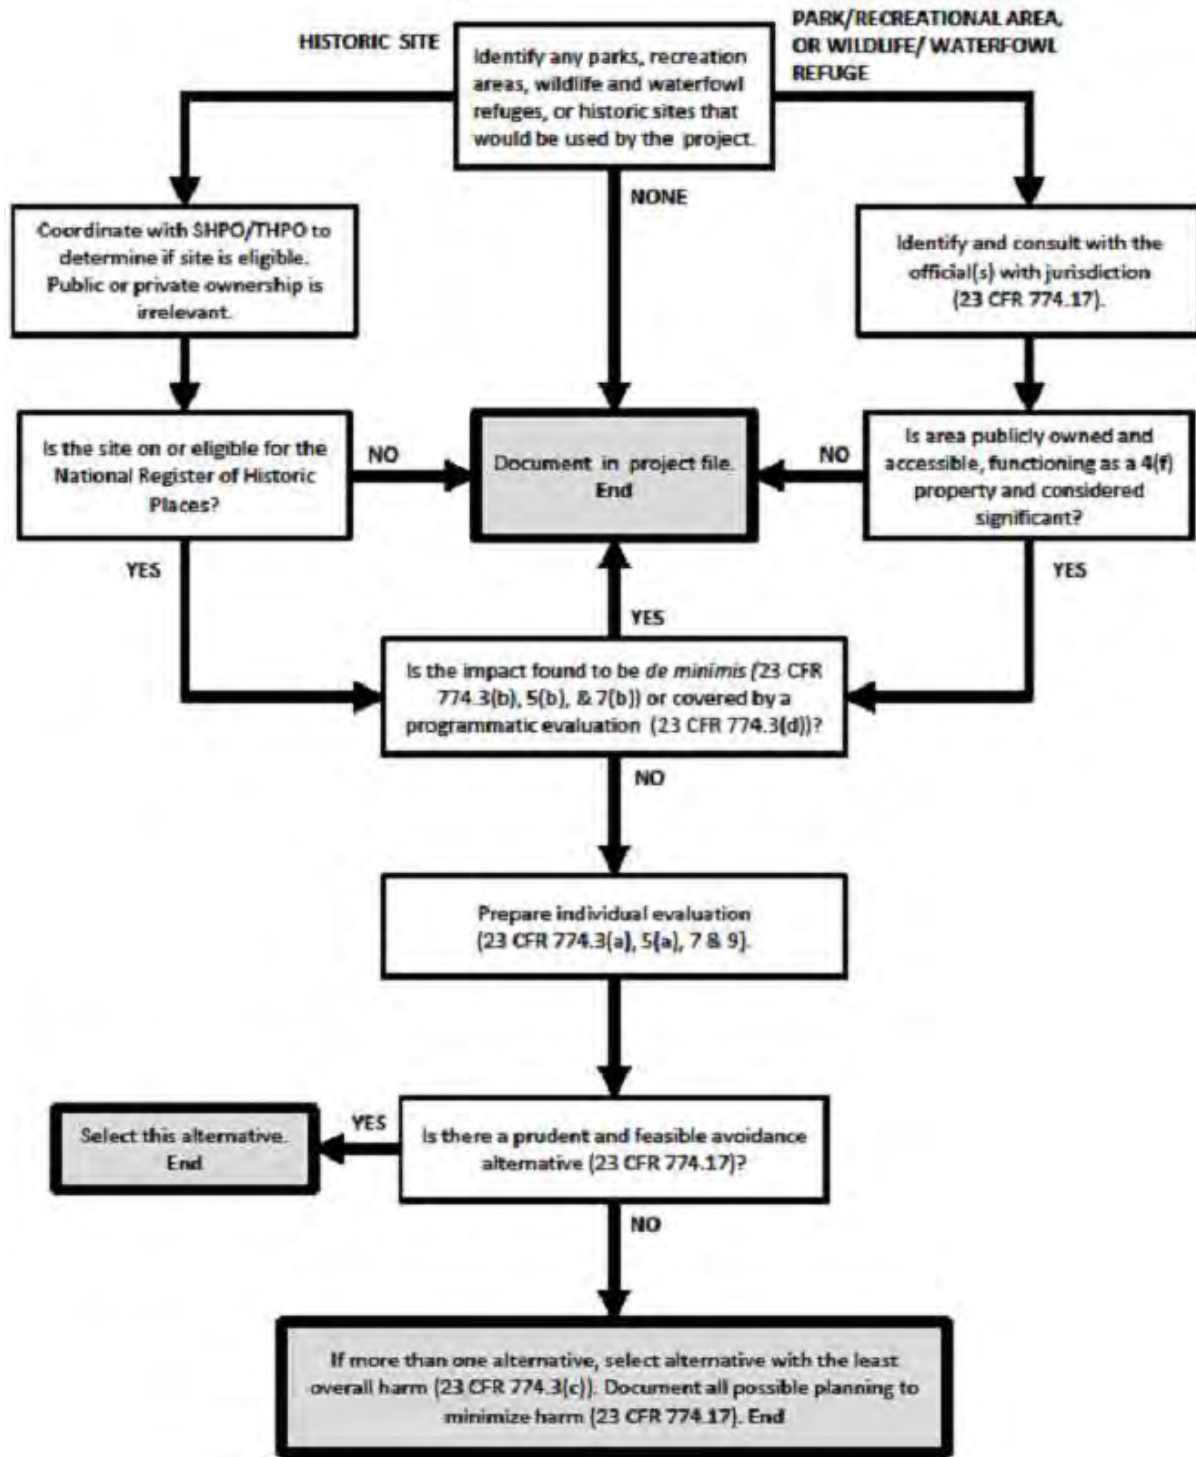 HISTORIC SITE
PARK/RECREATIONAL AREA,
OR WILDLIFE/ WATERFOWL
REFUGE
Identify any parks, recreation
areas, wildlife and waterfowl
refuges, or historic sites that
would be used by the project.
NONE
Coordinate with SHPO/THPO to
determine if site is eligible.
Public or private ownership is
irrelevant.
Identify and consult with the
official(s) with jurisdiction
(23 CFR 774.17).
Is the site on or eligible for the
National Register of Historic
Places?
NO
Document in project file.
End
NO
Is area publicly owned and
accessible, functioning as a 4(f)
property and considered
significant?
YES
YES
YES
Is the impact found to be de minimis (23 CFR
774.3(b), 5(b), & 7(b)) or covered by a
programmatic evaluation (23 CFR 774.3(d))?
NO
Prepare individual evaluation
(23 CFR 774.3(a), 5(a), 7 & 9).
Select this alternative.
End
YES
Is there a prudent and feasible avoidance
alternative (23 CFR 774.17)?
NO
If more than one alternative, select alternative with the least
overall harm (23 CFR 774.3(c)). Document all possible planning to
minimize harm (23 CFR 774.17). End